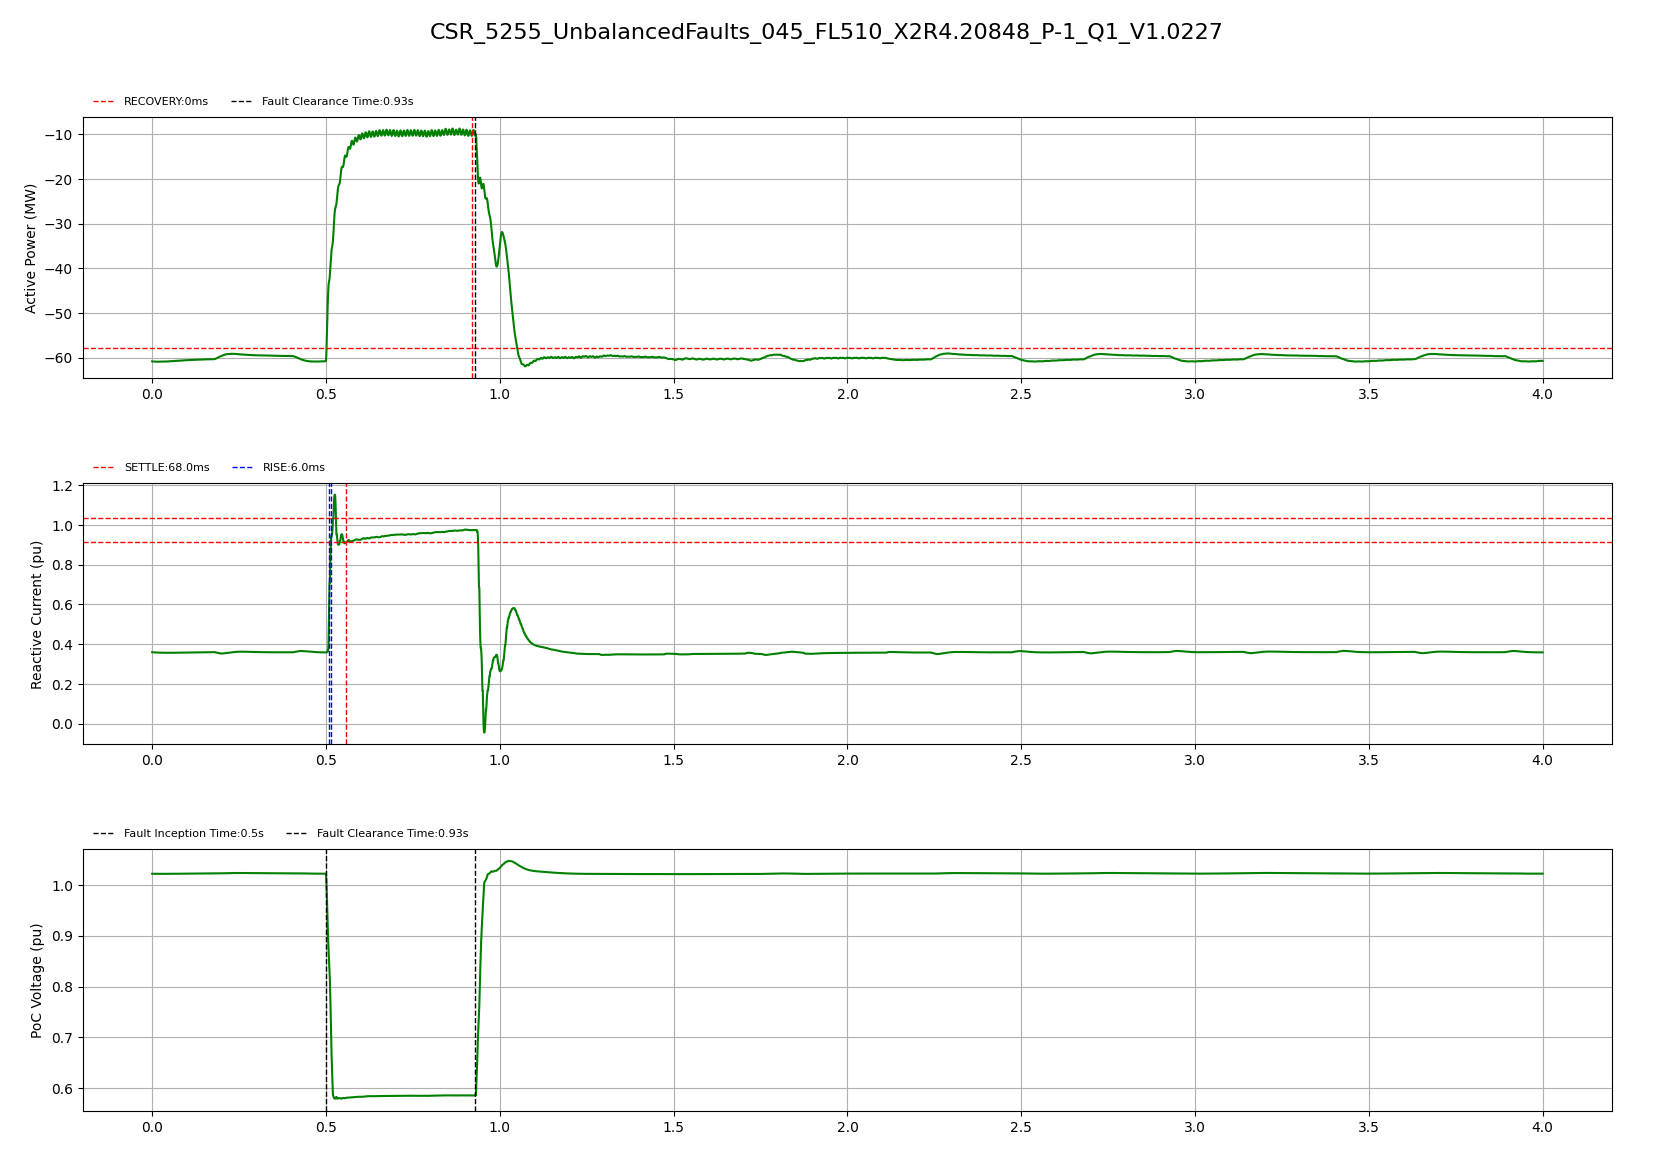 CSR_5255_UnbalancedFaults_045_FL510_X2R4.20848_P-1_Q1_V1.0227
RECOVERY:0ms Fault Clearance Time:0.93s
Active Power (MW)
−10
−20
−30
−40
−50
−60
0.0 0.5 1.0 1.5 2.0 2.5 3.0 3.5 4.0
SETTLE:68.0ms RISE:6.0ms
Reactive Current (pu)
1.2
1.0
0.8
0.6
0.4
0.2
0.0
0.0 0.5 1.0 1.5 2.0 2.5 3.0 3.5 4.0
Fault Inception Time:0.5s Fault Clearance Time:0.93s
PoC Voltage (pu)
1.0
0.9
0.8
0.7
0.6
0.0 0.5 1.0 1.5 2.0 2.5 3.0 3.5 4.0